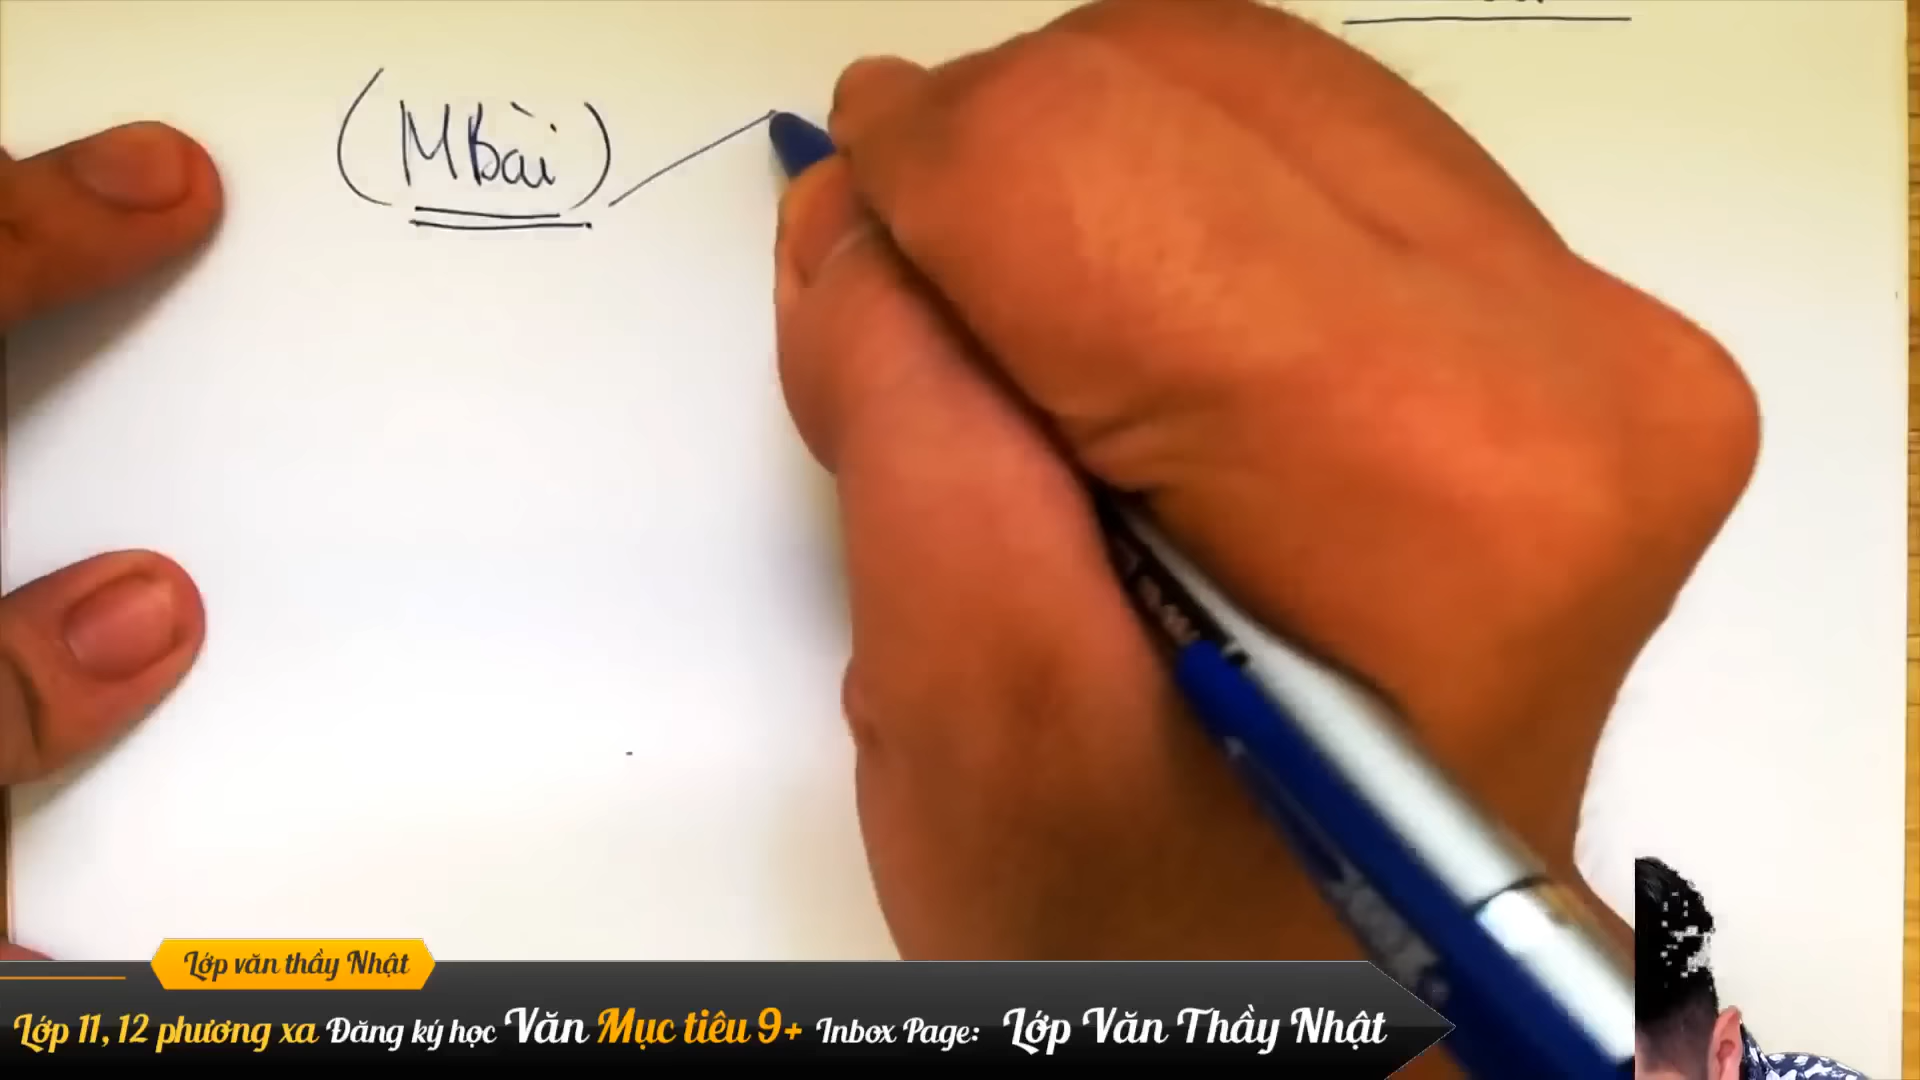 (MBài)
Lớp văn thầy Nhật
Lớp 11, 12 phương xa Đăng ký học Văn Mục tiêu 9+ Inbox Page: Lớp Văn Thầy Nhật